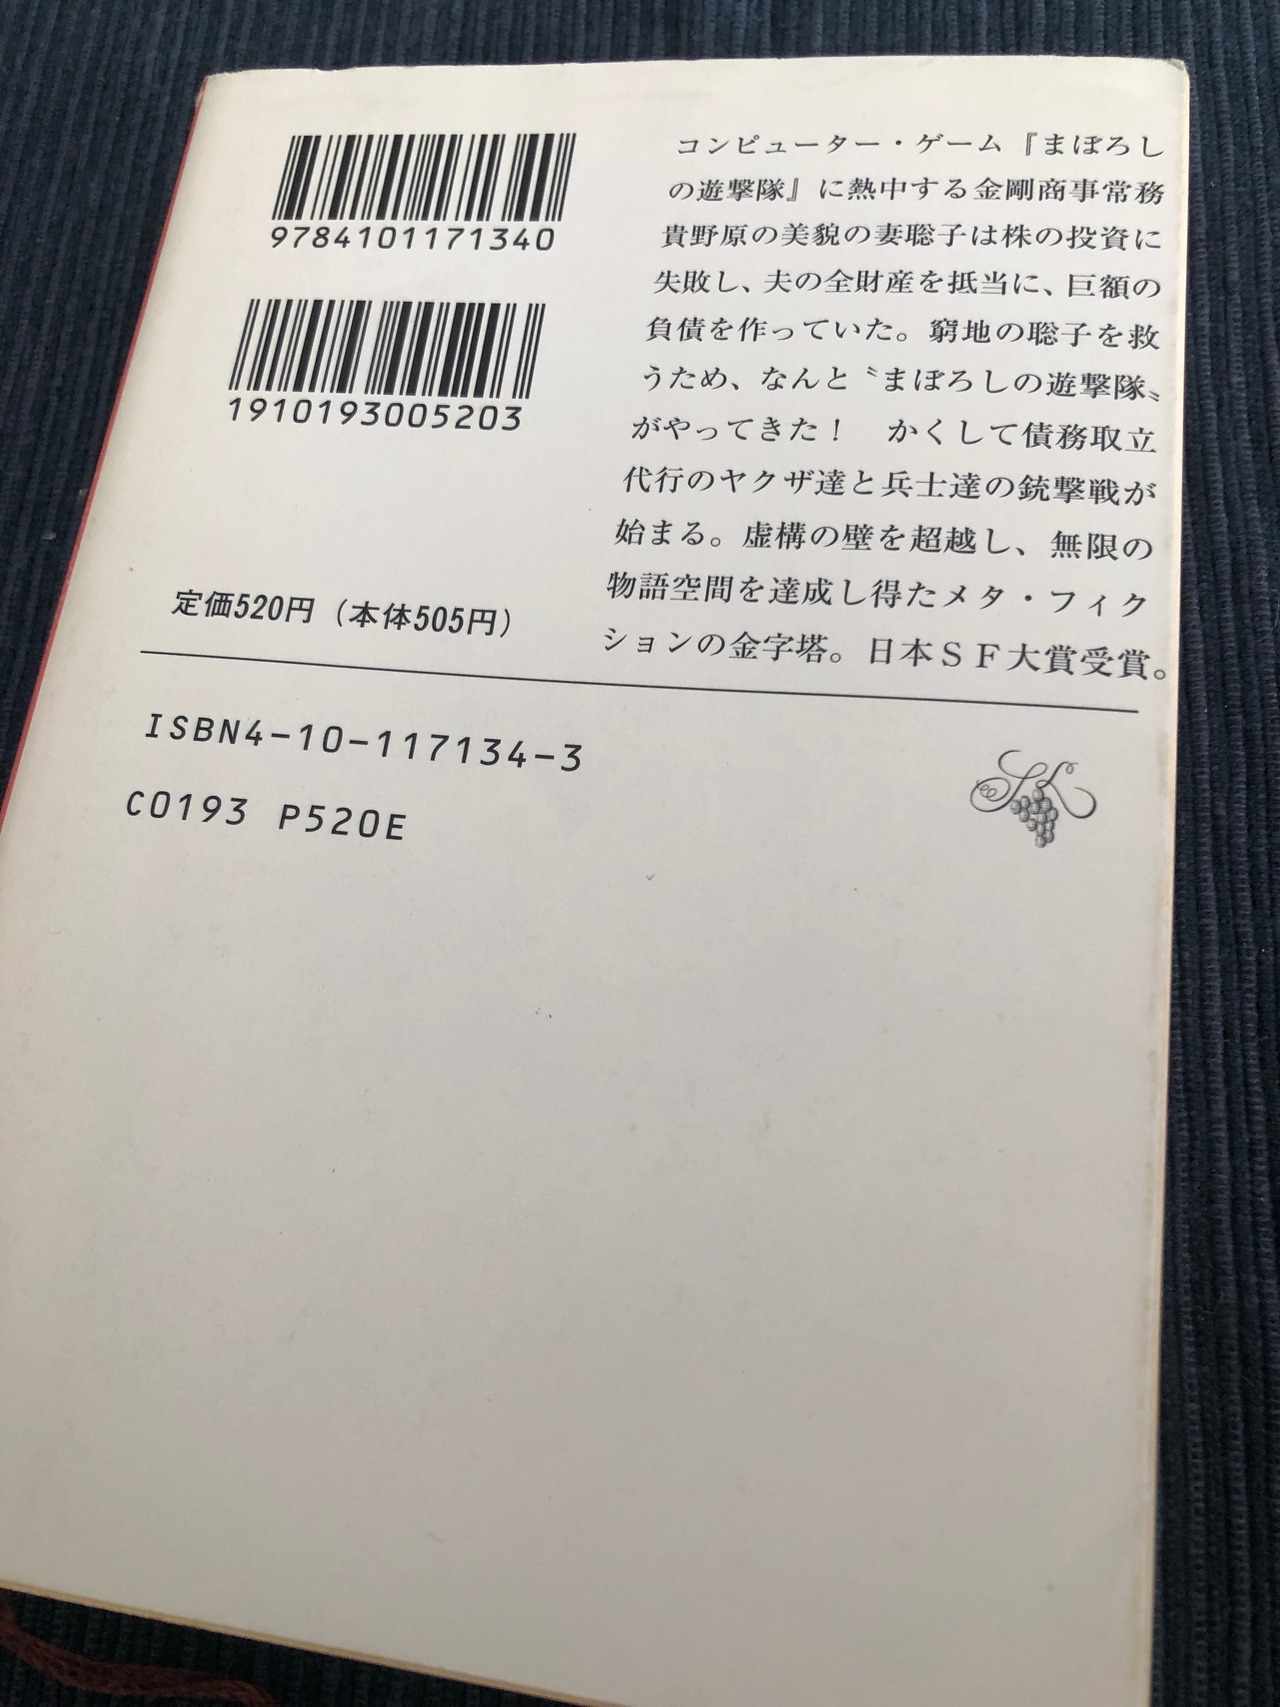 9784101171340
1910193005203
コンピューター・ゲーム『まぼろし
の遊撃隊』に熱中する金剛商事常務
貴野原の美貌の妻聡子は株の投資に
失敗し、夫の全財産を抵当に、巨額の
負債を作っていた。窮地の聡子を救
うため、なんと〝まぼろしの遊撃隊〟
がやってきた！　かくして債務取立
代行のヤクザ達と兵士達の銃撃戦が
始まる。虚構の壁を超越し、無限の
物語空間を達成し得たメタ・フィク
ションの金字塔。日本ＳＦ大賞受賞。
定価520円（本体505円）
ISBN4-10-117134-3
C0193 P520E